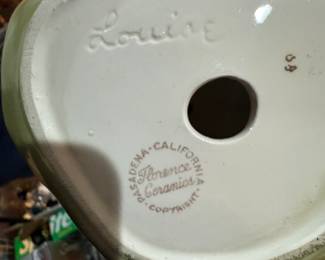 Louise
PASADENA • CALIFORNIA
Florence
Ceramics
• COPYRIGHT •